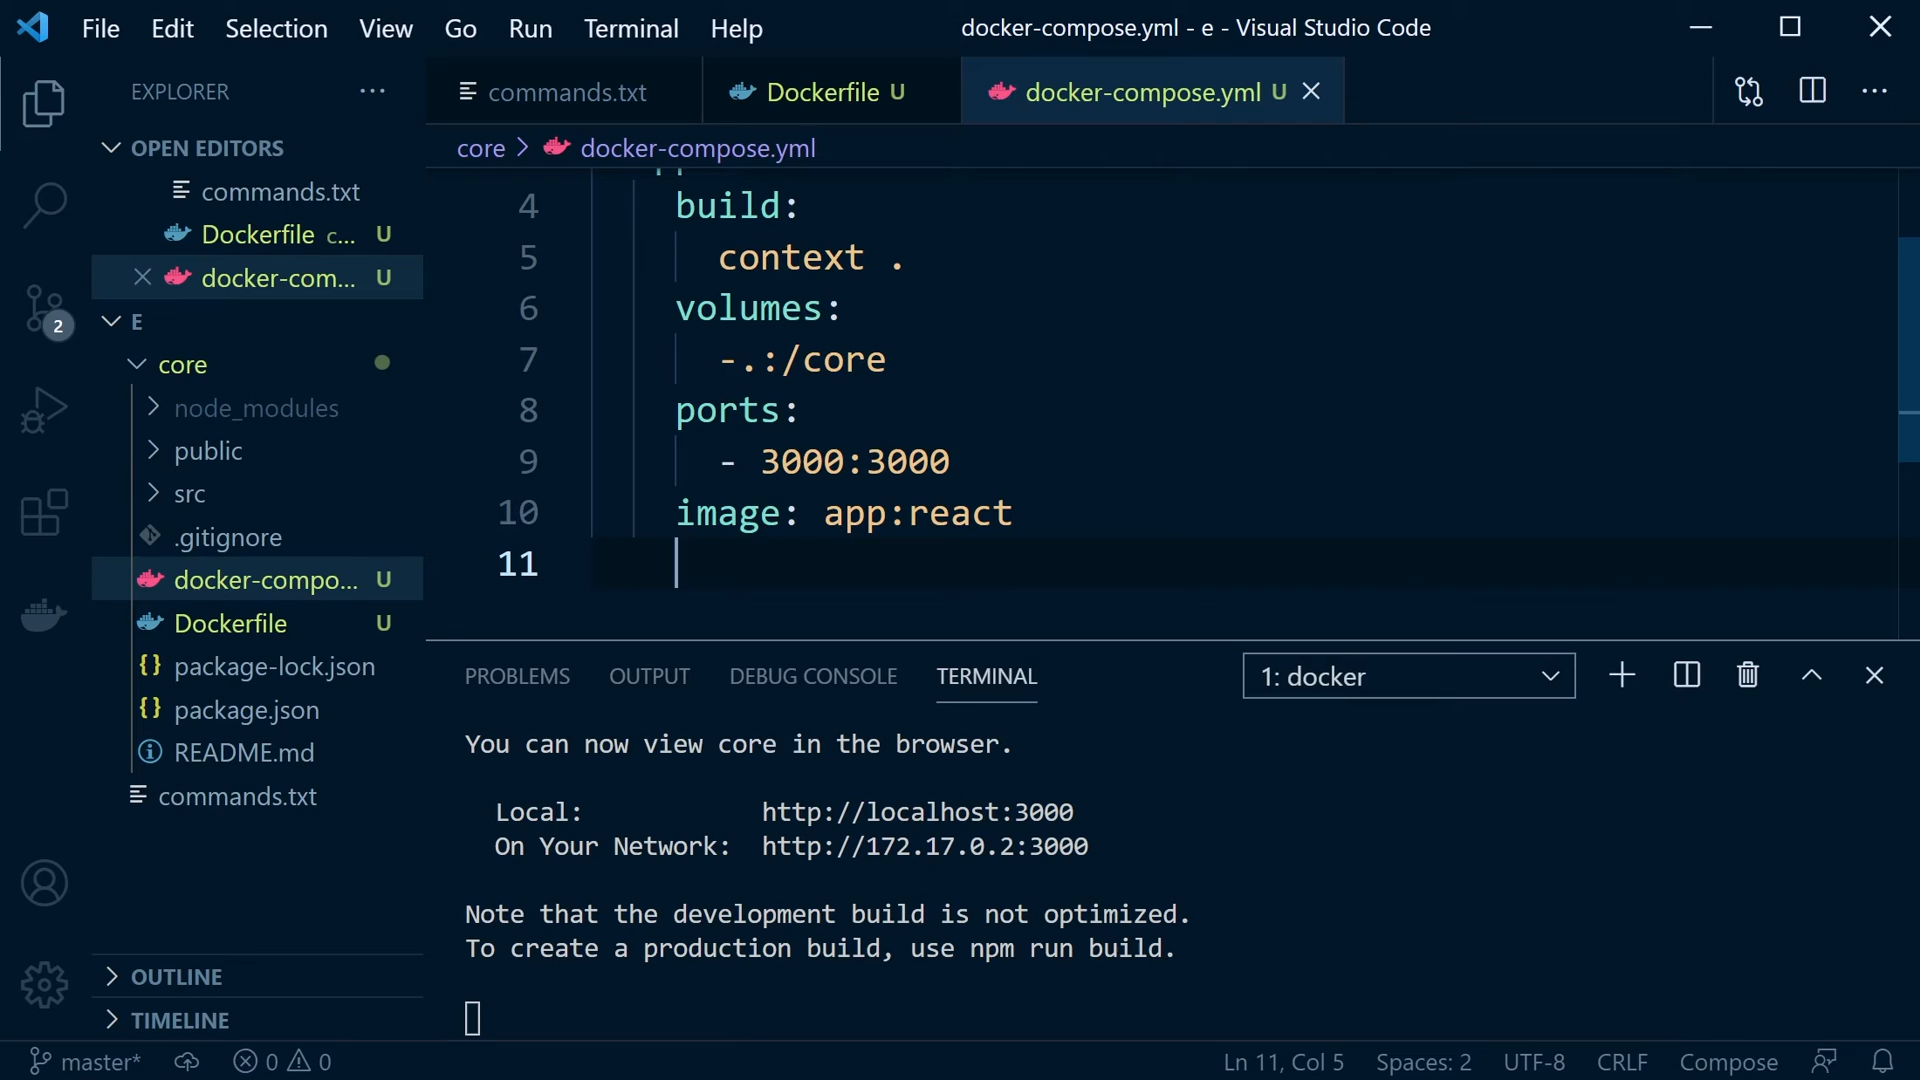 File Edit Selection View Go Run Terminal Help docker-compose.yml - e - Visual Studio Code
EXPLORER ···
commands.txt Dockerfile U docker-compose.yml U
OPEN EDITORS
commands.txt
Dockerfile c... U
docker-com... U
E
core
node_modules
public
src
.gitignore
docker-compo... U
Dockerfile U
package-lock.json
package.json
README.md
commands.txt
OUTLINE
TIMELINE
2
core > docker-compose.yml
4 build:
5 context .
6 volumes:
7 -.:/core
8 ports:
9 - 3000:3000
10 image: app:react
11
PROBLEMS OUTPUT DEBUG CONSOLE TERMINAL 1: docker
You can now view core in the browser.
Local: http://localhost:3000
On Your Network: http://172.17.0.2:3000
Note that the development build is not optimized.
To create a production build, use npm run build.
master* 0 0 Ln 11, Col 5 Spaces: 2 UTF-8 CRLF Compose